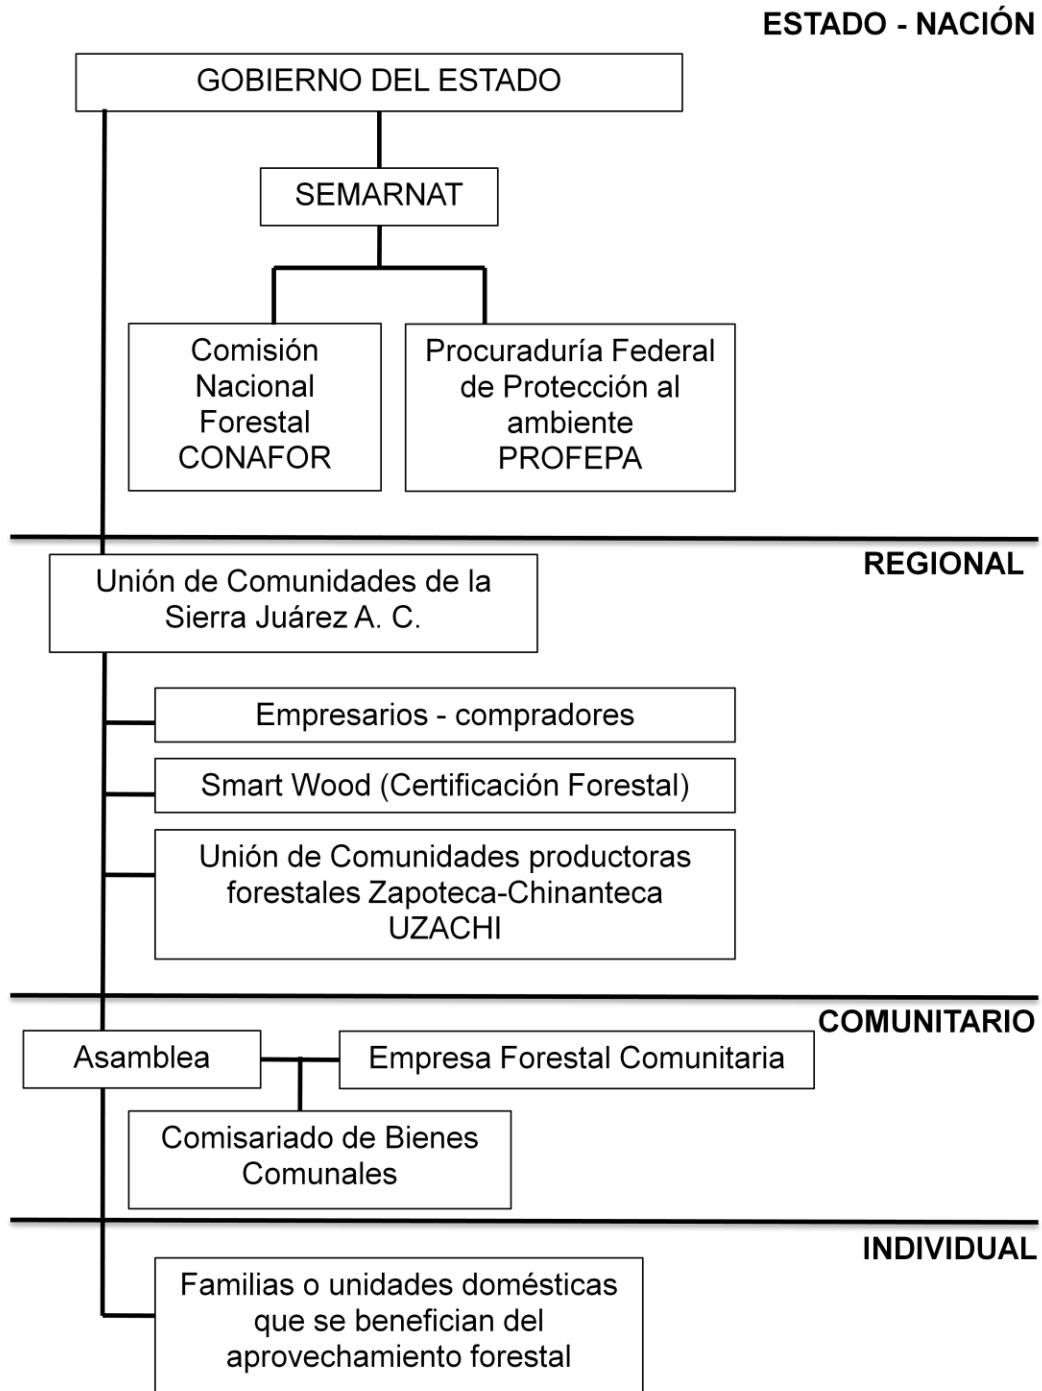 ESTADO - NACIÓN
GOBIERNO DEL ESTADO
SEMARNAT
Comisión
Nacional
Forestal
CONAFOR
Procuraduría Federal
de Protección al
ambiente
PROFEPA
REGIONAL
Unión de Comunidades de la
Sierra Juárez A. C.
Empresarios - compradores
Smart Wood (Certificación Forestal)
Unión de Comunidades productoras
forestales Zapoteca-Chinanteca
UZACHI
COMUNITARIO
Asamblea
Empresa Forestal Comunitaria
Comisariado de Bienes
Comunales
INDIVIDUAL
Familias o unidades domésticas
que se benefician del
aprovechamiento forestal